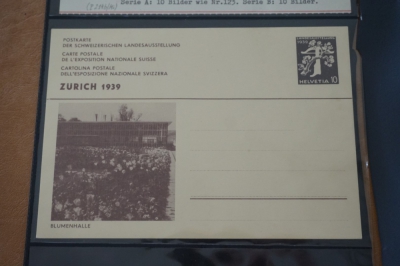 Serie A: 10 Bilder wie Nr.123. Serie B: 10 Bilder.
POSTKARTE
DER SCHWEIZERISCHEN LANDESAUSSTELLUNG
CARTE POSTALE
DE L'EXPOSITION NATIONALE SUISSE
CARTOLINA POSTALE
DELL'ESPOSIZIONE NAZIONALE SVIZZERA
ZURICH 1939
HELVETIA 10
BLUMENHALLE